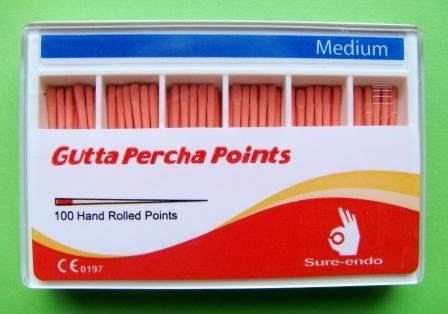 Medium
Gutta Percha Points
100 Hand Rolled Points
CE 0197
Sure-endo